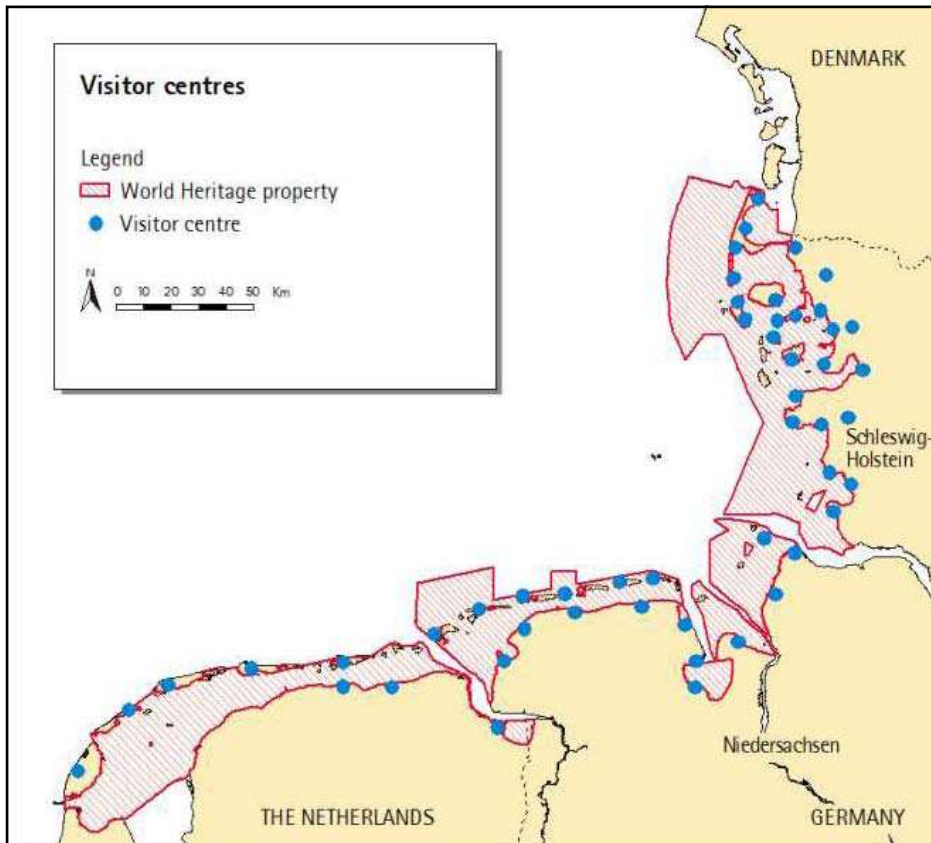 Visitor centres
Legend
World Heritage property
Visitor centre
N
0 10 20 30 40 50 Km
DENMARK
Schleswig-
Holstein
Niedersachsen
THE NETHERLANDS
GERMANY